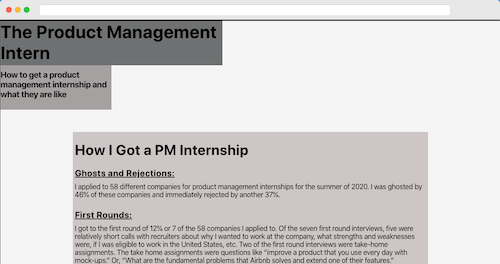 The Product Management
Intern
How to get a product
management internship and
what they are like
How I Got a PM Internship
Ghosts and Rejections:
I applied to 58 different companies for product management internships for the summer of 2020. I was ghosted by
46% of these companies and immediately rejected by another 37%.
First Rounds:
I got to the first round of 12% or 7 of the 58 companies I applied to. Of the seven first round interviews, five were
relatively short calls with recruiters about why I wanted to work at the company, what strengths and weaknesses
were, if I was eligible to work in the United States, etc. Two of the first round interviews were take-home
assignments. The take home assignments were questions like "improve a product that you use every day with
mock-ups." Or, "What are the fundamental problems that Airbnb solves and extend one of their features."